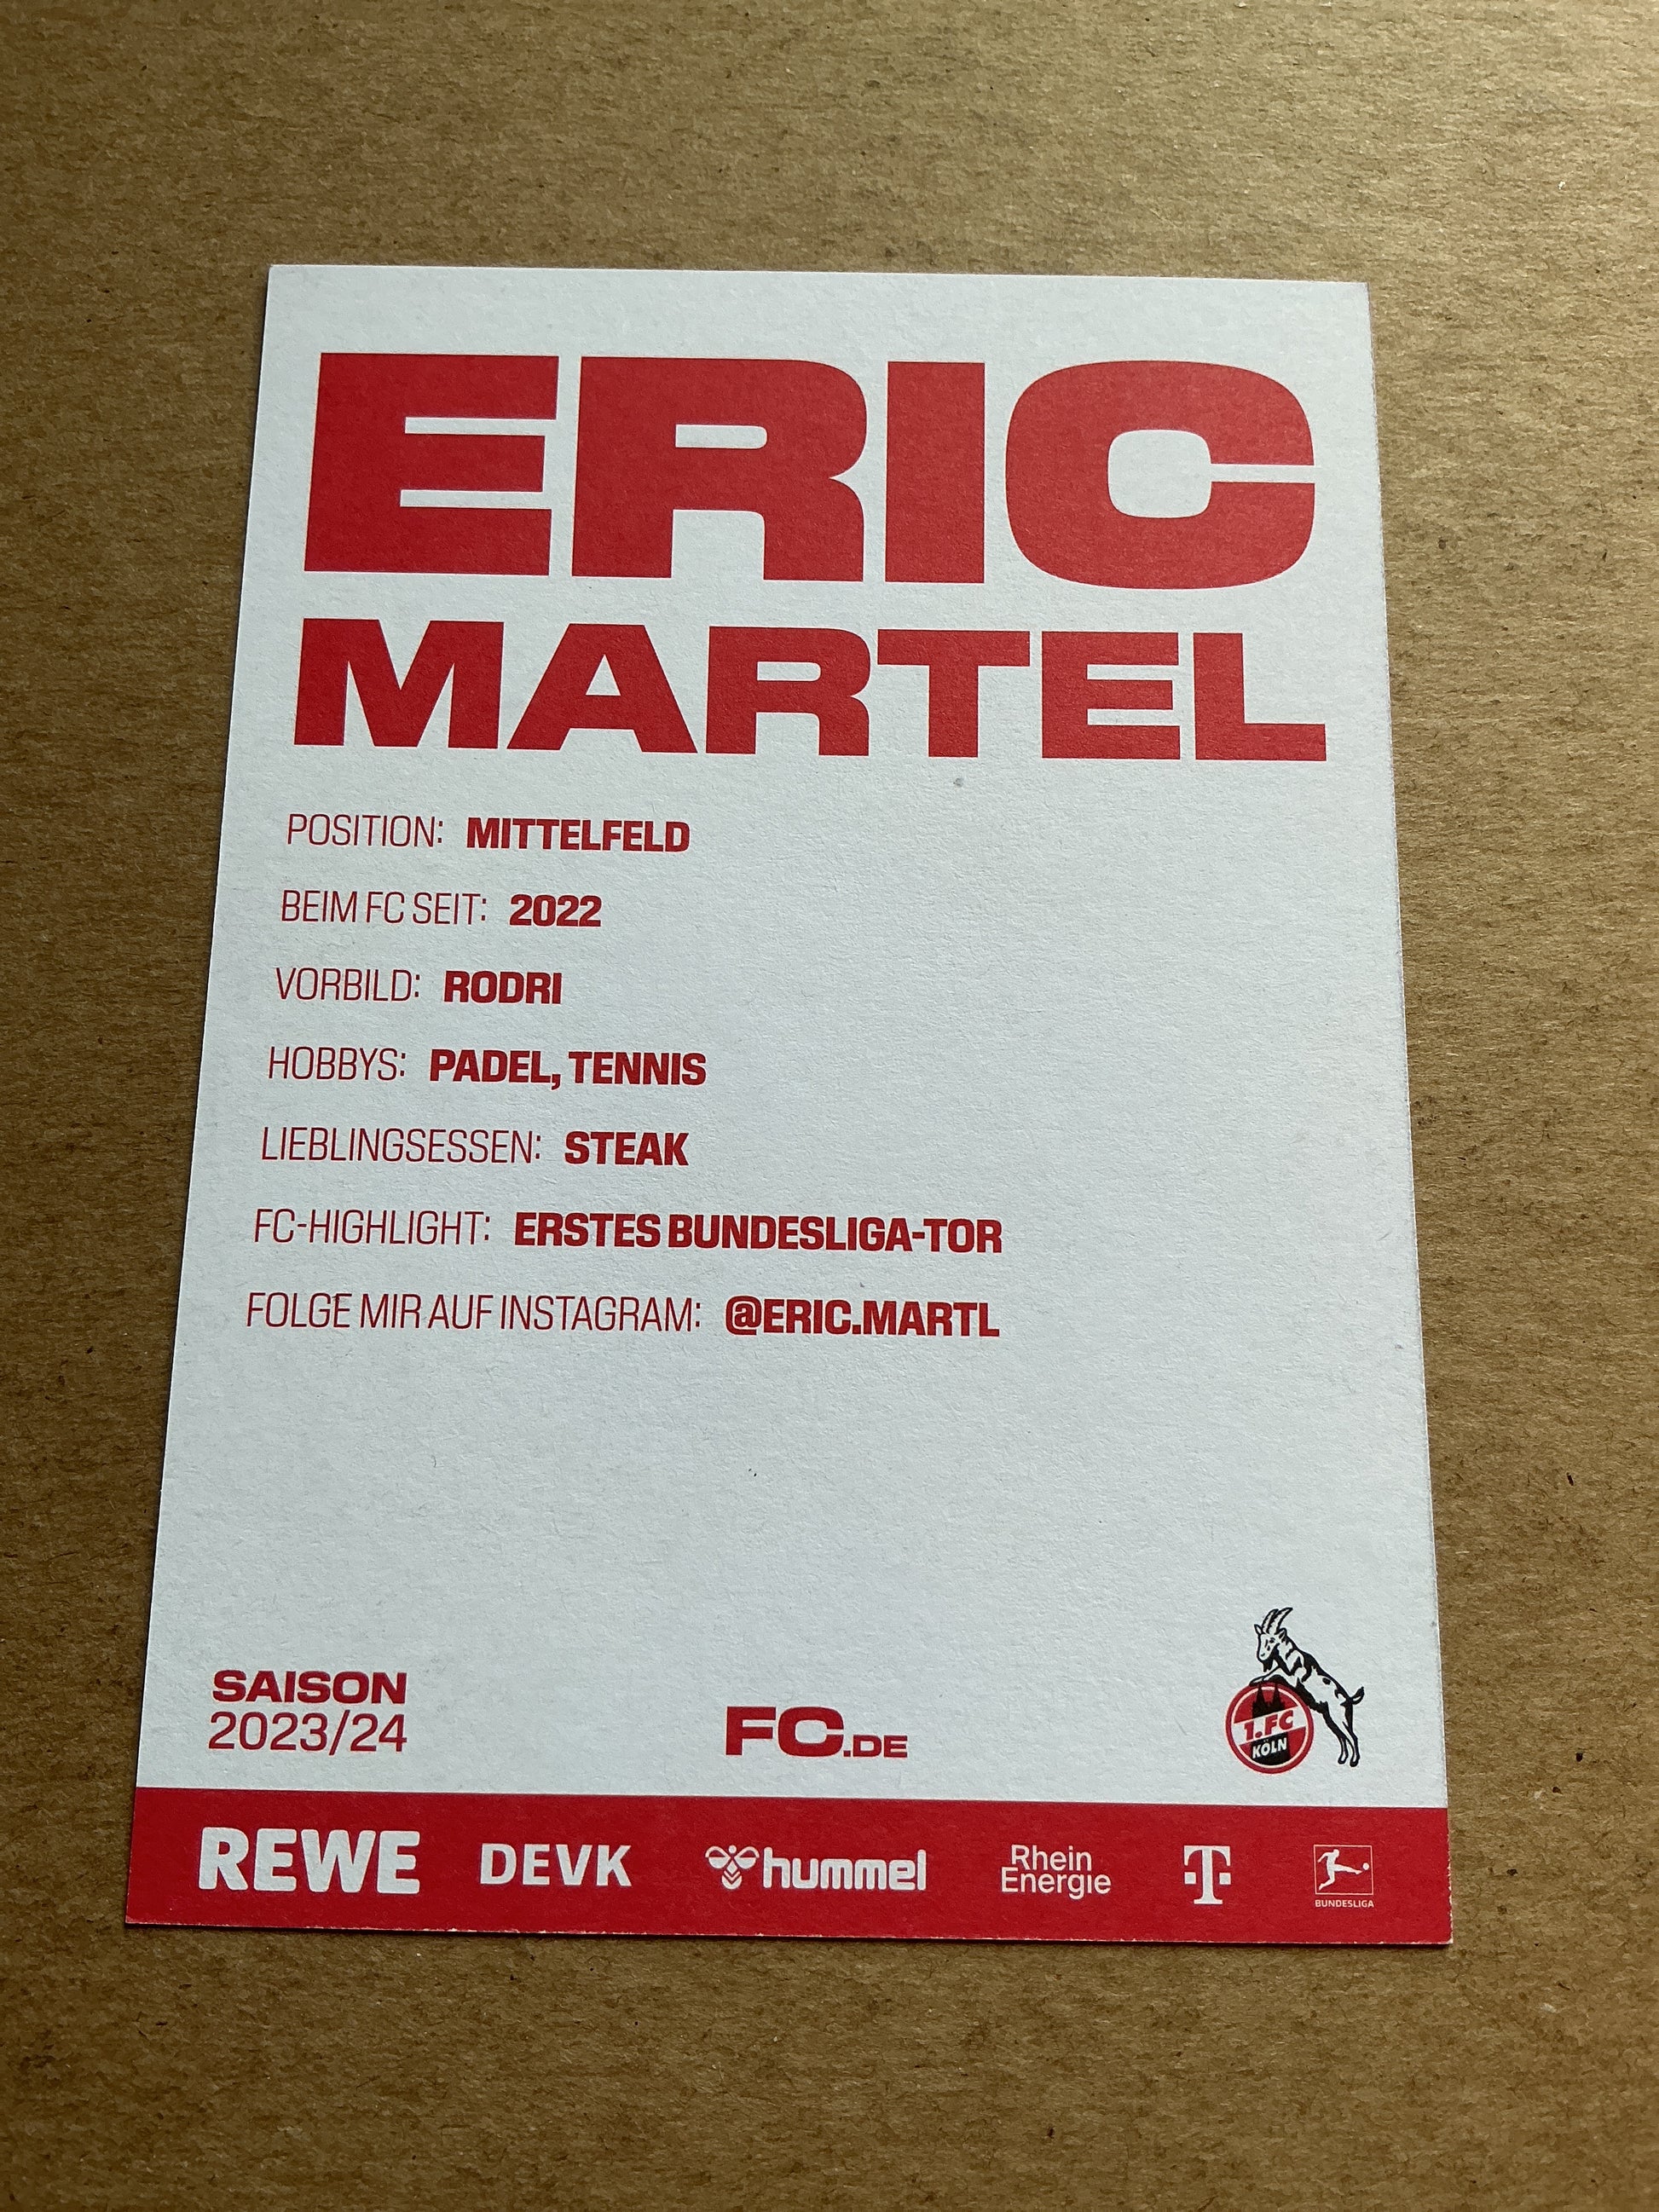 ERIC
MARTEL
POSITION: MITTELFELD
BEIM FC SEIT: 2022
VORBILD: RODRI
HOBBYS: PADEL, TENNIS
LIEBLINGSESSEN: STEAK
FC-HIGHLIGHT: ERSTES BUNDESLIGA-TOR
FOLGE MIR AUF INSTAGRAM: @ERIC.MARTL
SAISON
2023/24
FC.DE
1.FC
KÖLN
REWE
DEVK
hummel
Rhein
Energie
T
BUNDESLIGA